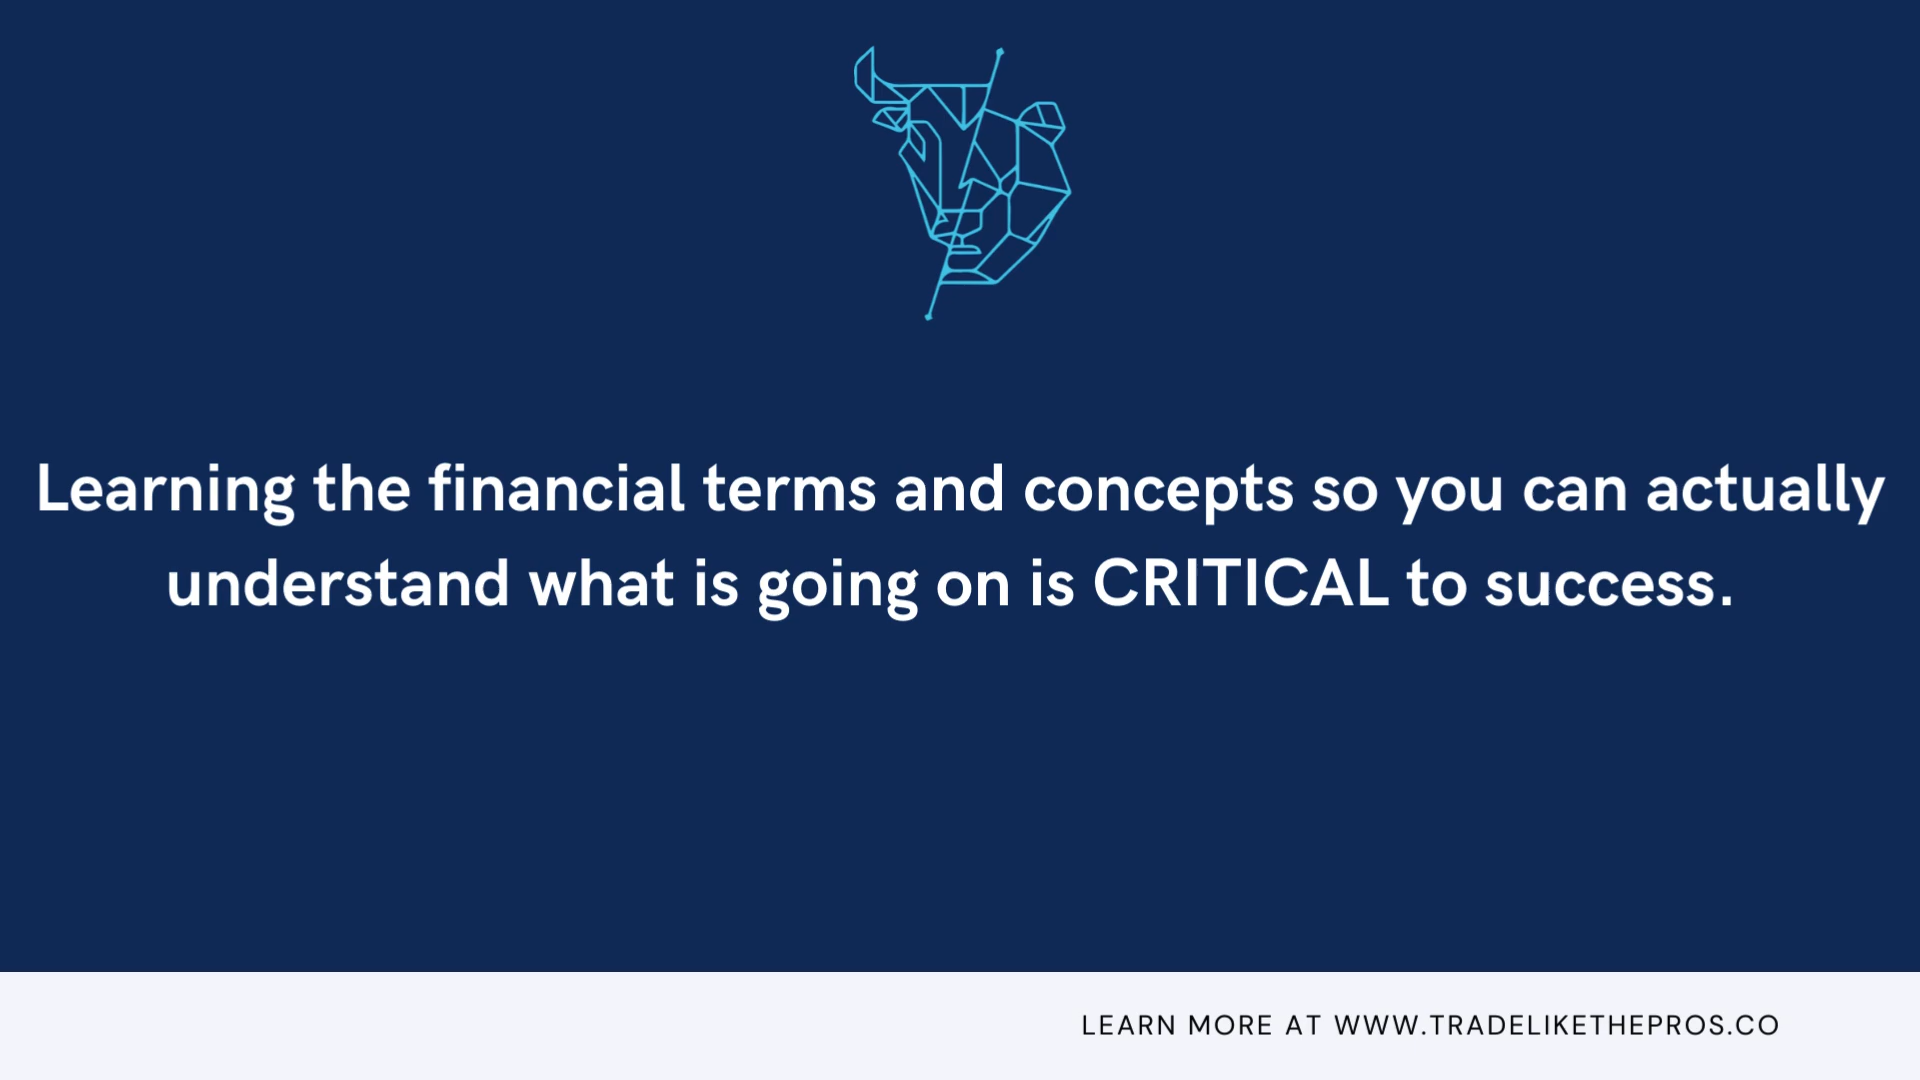 Learning the financial terms and concepts so you can actually
understand what is going on is CRITICAL to success.
LEARN MORE AT WWW.TRADELIKETHEPROS.CO